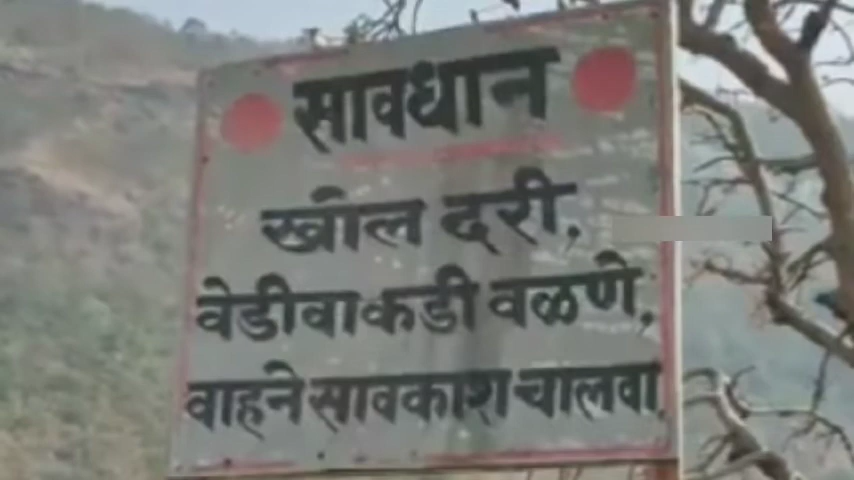 सावधान
खोल दरी,
वेडीवाकडी वळणे,
वाहने सावकाश चालवा